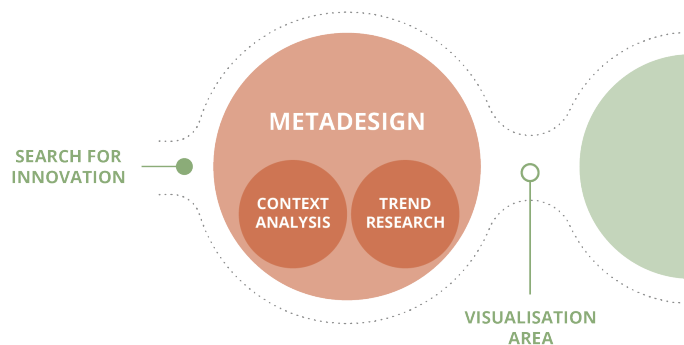 METADESIGN
SEARCH FOR
INNOVATION
CONTEXT
ANALYSIS
TREND
RESEARCH
VISUALISATION
AREA